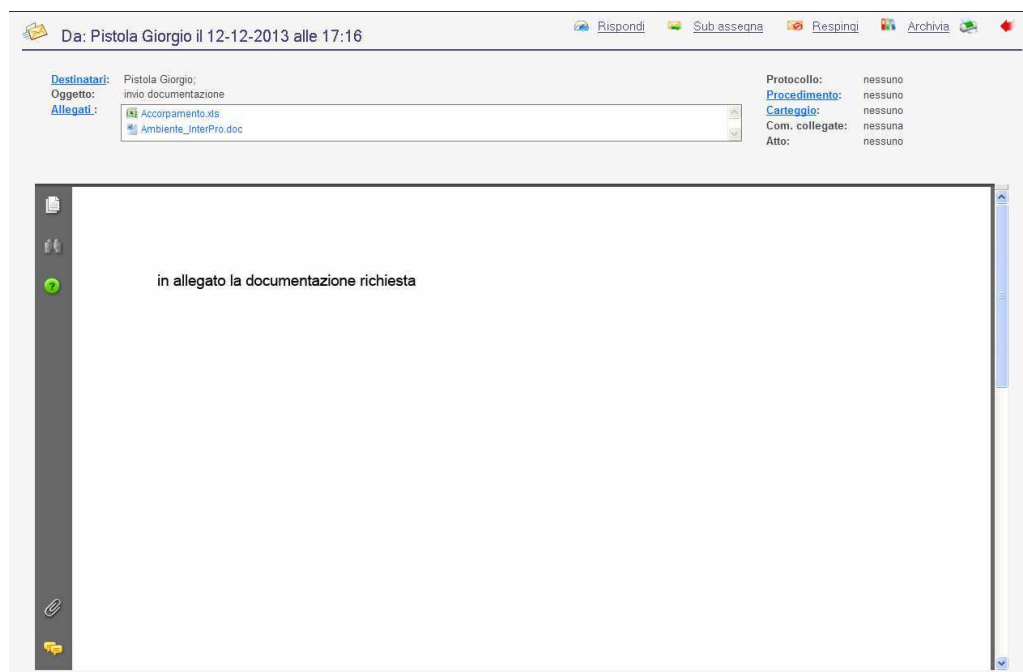 Da: Pistola Giorgio il 12-12-2013 alle 17:16
Rispondi Sub assegna Respingi Archivia
Destinatari: Pistola Giorgio;
Oggetto: invio documentazione
Allegati : Accorpamento.xls
Ambiente_InterPro.doc
Protocollo: nessuno
Procedimento: nessuno
Carteggio: nessuno
Com. collegate: nessuna
Atto: nessuno
in allegato la documentazione richiesta